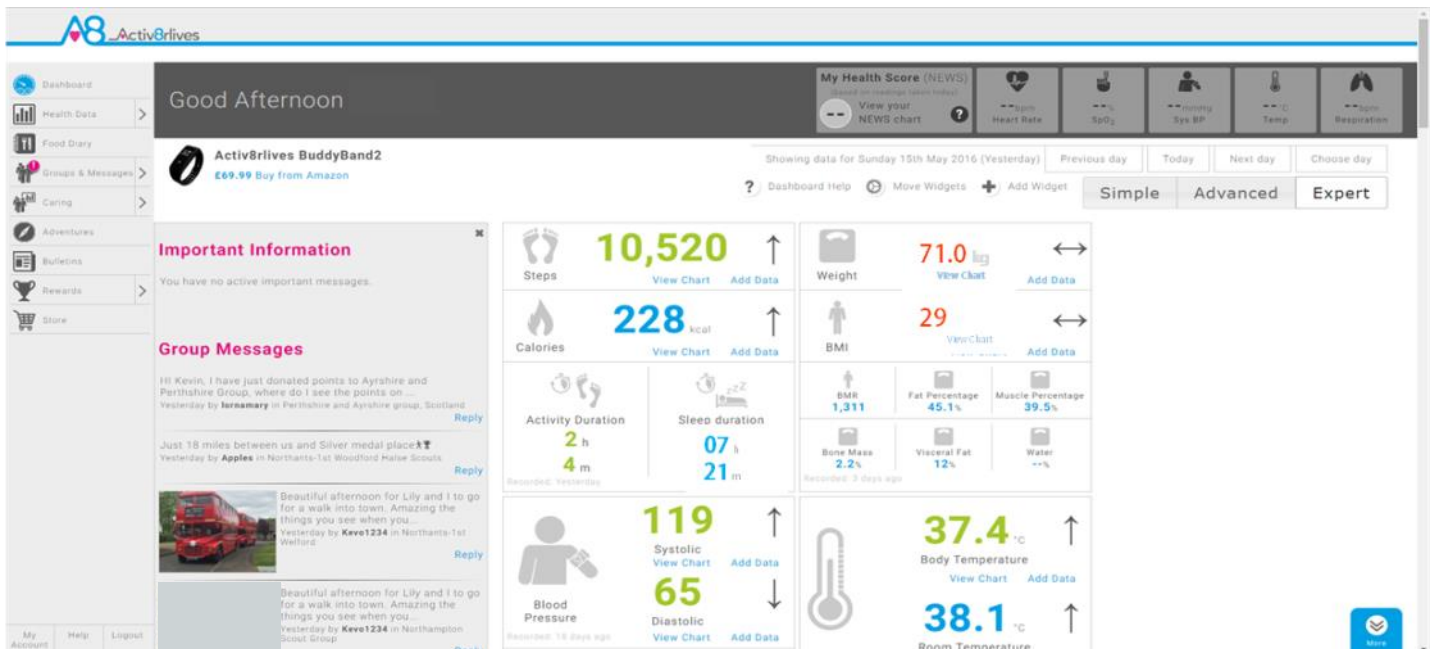 A8 Activ8rlives
Dashboard
Health Data
Food Diary
Groups & Messages
Caring
Adventures
Bulletins
Rewards
Store
My Account
Help
Logout
Good Afternoon
My Health Score (NEWS)
(based on readings taken today)
-- View your
NEWS chart ?
--bpm
Heart Rate
--%
SpO2
--mmHg
Sys BP
--°C
Temp
--bpm
Respiration
Activ8rlives BuddyBand2
£69.99 Buy from Amazon
Showing data for Sunday 15th May 2016 (Yesterday) Previous day Today Next day Choose day
? Dashboard Help Move Widgets Add Widget Simple Advanced Expert
Important Information
You have no active important messages.
Group Messages
HI Kevin, I have just donated points to Ayrshire and
Perthshire Group, where do I see the points on ...
Yesterday by lornamary in Perthshire and Ayrshire group, Scotland
Reply
Just 18 miles between us and Silver medal place
Yesterday by Apples in Northants-1st Woodford Halse Scouts
Reply
Beautiful afternoon for Lily and I to go
for a walk into town. Amazing the
things you see when you...
Yesterday by Kevo1234 in Northants-1st
Welford
Reply
Beautiful afternoon for Lily and I to go
for a walk into town. Amazing the
things you see when you...
Yesterday by Kevo1234 in Northampton
Scout Group
Steps 10,520 ↑
View Chart Add Data
Calories 228 kcal ↑
View Chart Add Data
Activity Duration
2 h
4 m
Recorded: Yesterday
Sleep duration
07 h
21 m
Weight 71.0 kg ↔
View Chart Add Data
BMI 29 ↔
View Chart Add Data
BMR
1,311
Fat Percentage
45.1%
Muscle Percentage
39.5%
Bone Mass
2.2%
Visceral Fat
12%
Water
--%
Recorded: 3 days ago
Blood
Pressure
119 ↑
Systolic
View Chart Add Data
65 ↓
Diastolic
View Chart Add Data
Recorded: 18 days ago
37.4 °C ↑
Body Temperature
View Chart Add Data
38.1 °C ↑
Room Temperature
More